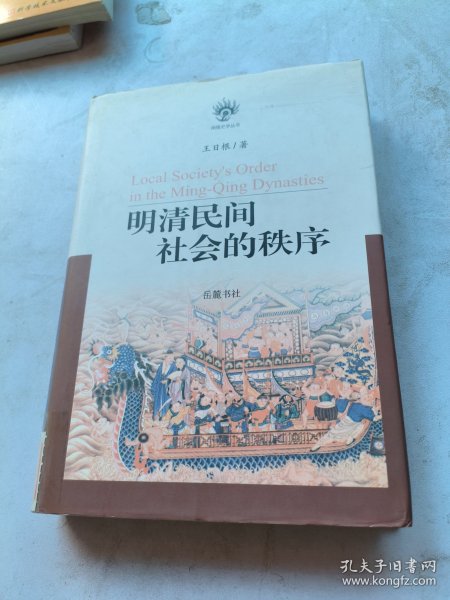 王日根/著
Local Society's Order
in the Ming-Qing Dynasties
明清民间
社会的秩序
岳麓书社
孔夫子旧书网
www.kongfz.com